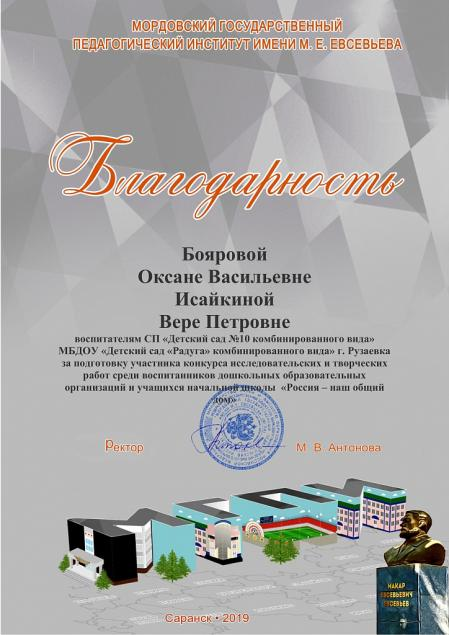 МОРДОВСКИЙ ГОСУДАРСТВЕННЫЙ
ПЕДАГОГИЧЕСКИЙ ИНСТИТУТ ИМЕНИ М. Е. ЕВСЕВЬЕВА
Благодарность
Бояровой
Оксане Васильевне
Исайкиной
Вере Петровне
воспитателям СП «Детский сад №10 комбинированного вида»
МБДОУ «Детский сад «Радуга» комбинированного вида» г. Рузаевка
за подготовку участника конкурса исследовательских и творческих
работ среди воспитанников дошкольных образовательных
организаций и учащихся начальной школы «Россия – наш общий
дом»
Ректор М. В. Антонова
МАКАР
ЕВСЕВЬЕВИЧ
ЕВСЕВЬЕВ
Саранск • 2019